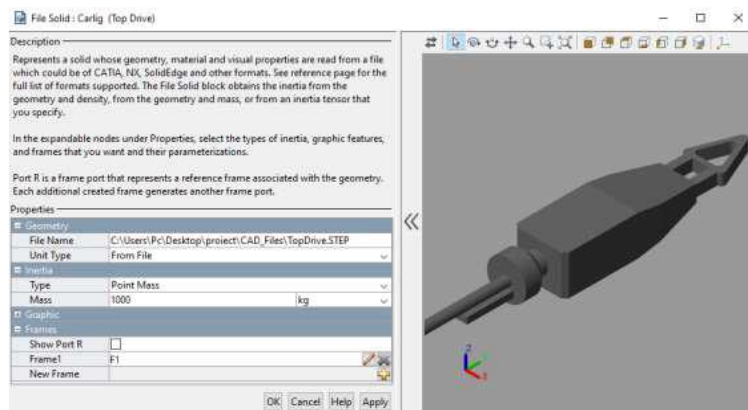 File Solid : Carlig (Top Drive)
Description
Represents a solid whose geometry, material and visual properties are read from a file
which could be of CATIA, NX, SolidEdge and other formats. See reference page for the
full list of formats supported. The File Solid block obtains the inertia from the
geometry and density, from the geometry and mass, or from an inertia tensor that
you specify.
In the expandable nodes under Properties, select the types of inertia, graphic features,
and frames that you want and their parameterizations.
Port R is a frame port that represents a reference frame associated with the geometry.
Each additional created frame generates another frame port.
Properties
Geometry
File Name C:\Users\Pc\Desktop\proiect\CAD_Files\TopDrive.STEP
Unit Type From File
Inertia
Type Point Mass
Mass 1000 kg
Graphic
Frames
Show Port R
Frame1 F1
New Frame
OK Cancel Help Apply